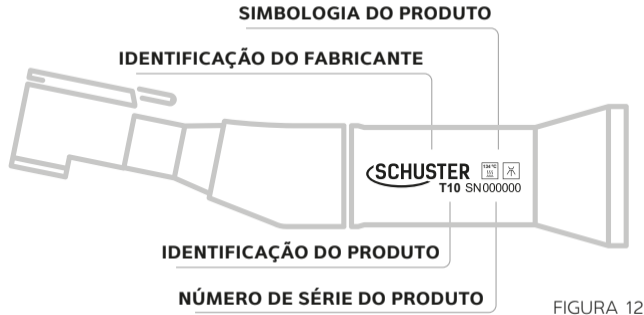 SIMBOLOGIA DO PRODUTO
IDENTIFICAÇÃO DO FABRICANTE
SCHUSTER 134 °C
T10 SN000000
IDENTIFICAÇÃO DO PRODUTO
NÚMERO DE SÉRIE DO PRODUTO
FIGURA 12